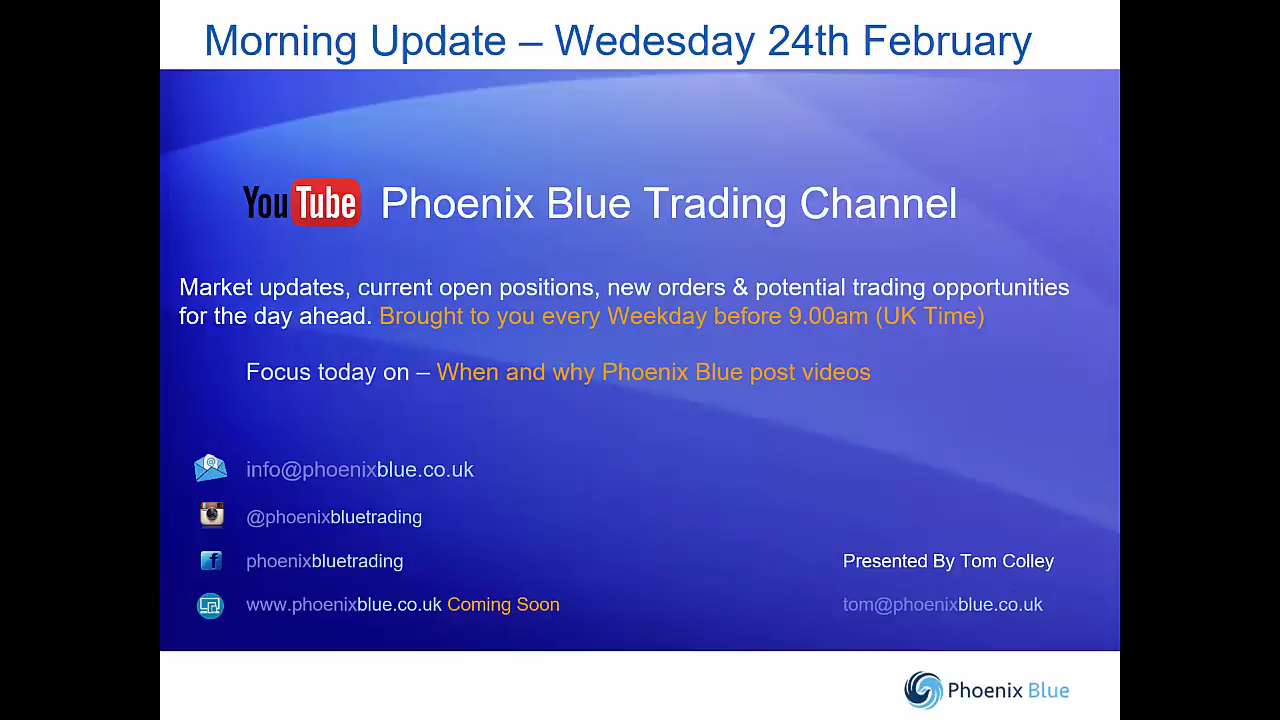 Morning Update – Wedesday 24th February
YouTube Phoenix Blue Trading Channel
Market updates, current open positions, new orders & potential trading opportunities
for the day ahead. Brought to you every Weekday before 9.00am (UK Time)
Focus today on – When and why Phoenix Blue post videos
info@phoenixblue.co.uk
@phoenixbluetrading
phoenixbluetrading
Presented By Tom Colley
www.phoenixblue.co.uk Coming Soon
tom@phoenixblue.co.uk
Phoenix Blue